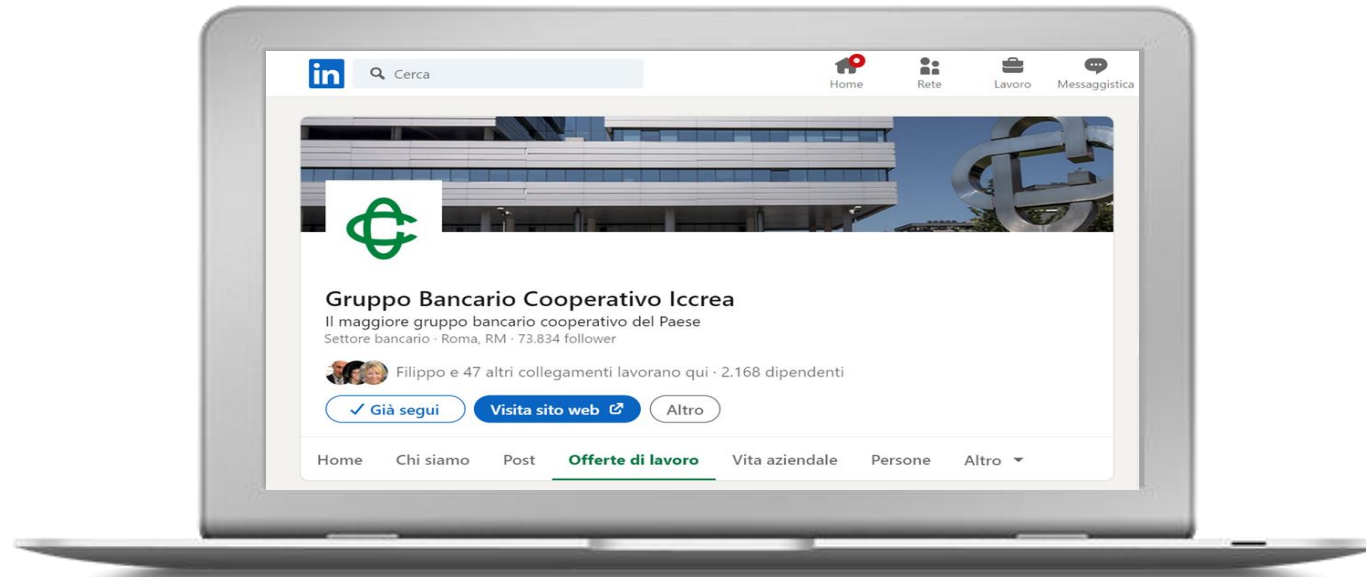 in Cerca
Home Rete Lavoro Messaggistica
Gruppo Bancario Cooperativo Iccrea
Il maggiore gruppo bancario cooperativo del Paese
Settore bancario · Roma, RM · 73.834 follower
Filippo e 47 altri collegamenti lavorano qui · 2.168 dipendenti
✓ Già segui Visita sito web Altro
Home Chi siamo Post Offerte di lavoro Vita aziendale Persone Altro